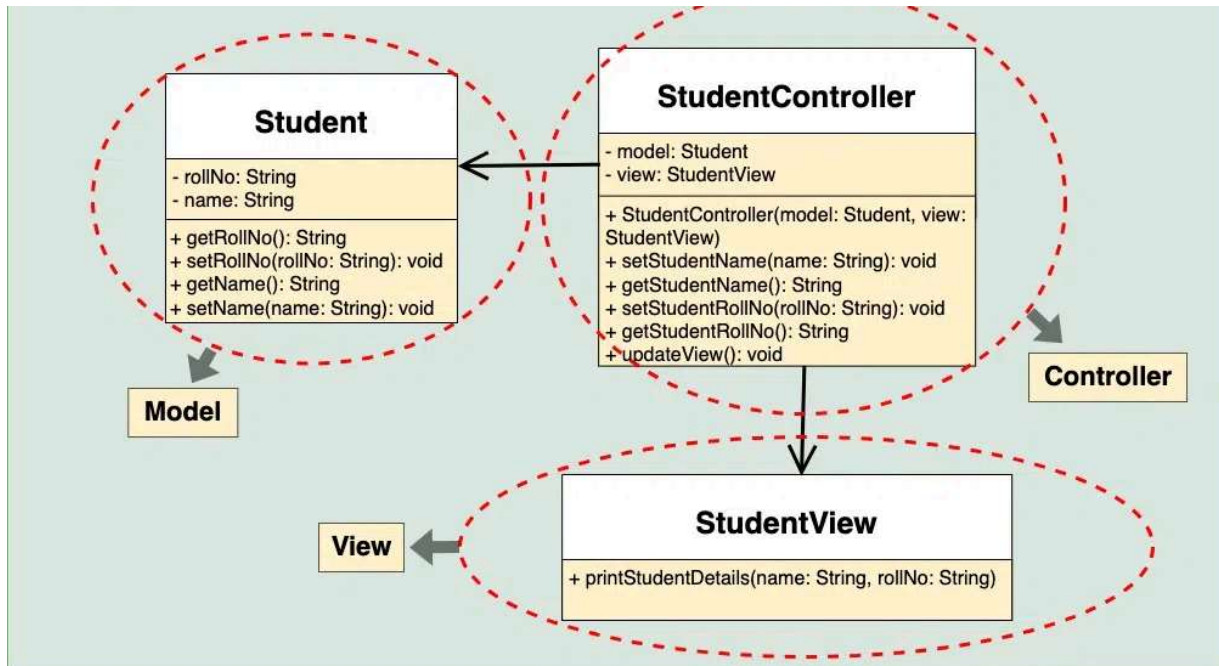 Student
- rollNo: String
- name: String
+ getRollNo(): String
+ setRollNo(rollNo: String): void
+ getName(): String
+ setName(name: String): void
Model
StudentController
- model: Student
- view: StudentView
+ StudentController(model: Student, view:
StudentView)
+ setStudentName(name: String): void
+ getStudentName(): String
+ setStudentRollNo(rollNo: String): void
+ getStudentRollNo(): String
+ updateView(): void
Controller
StudentView
+ printStudentDetails(name: String, rollNo: String)
View